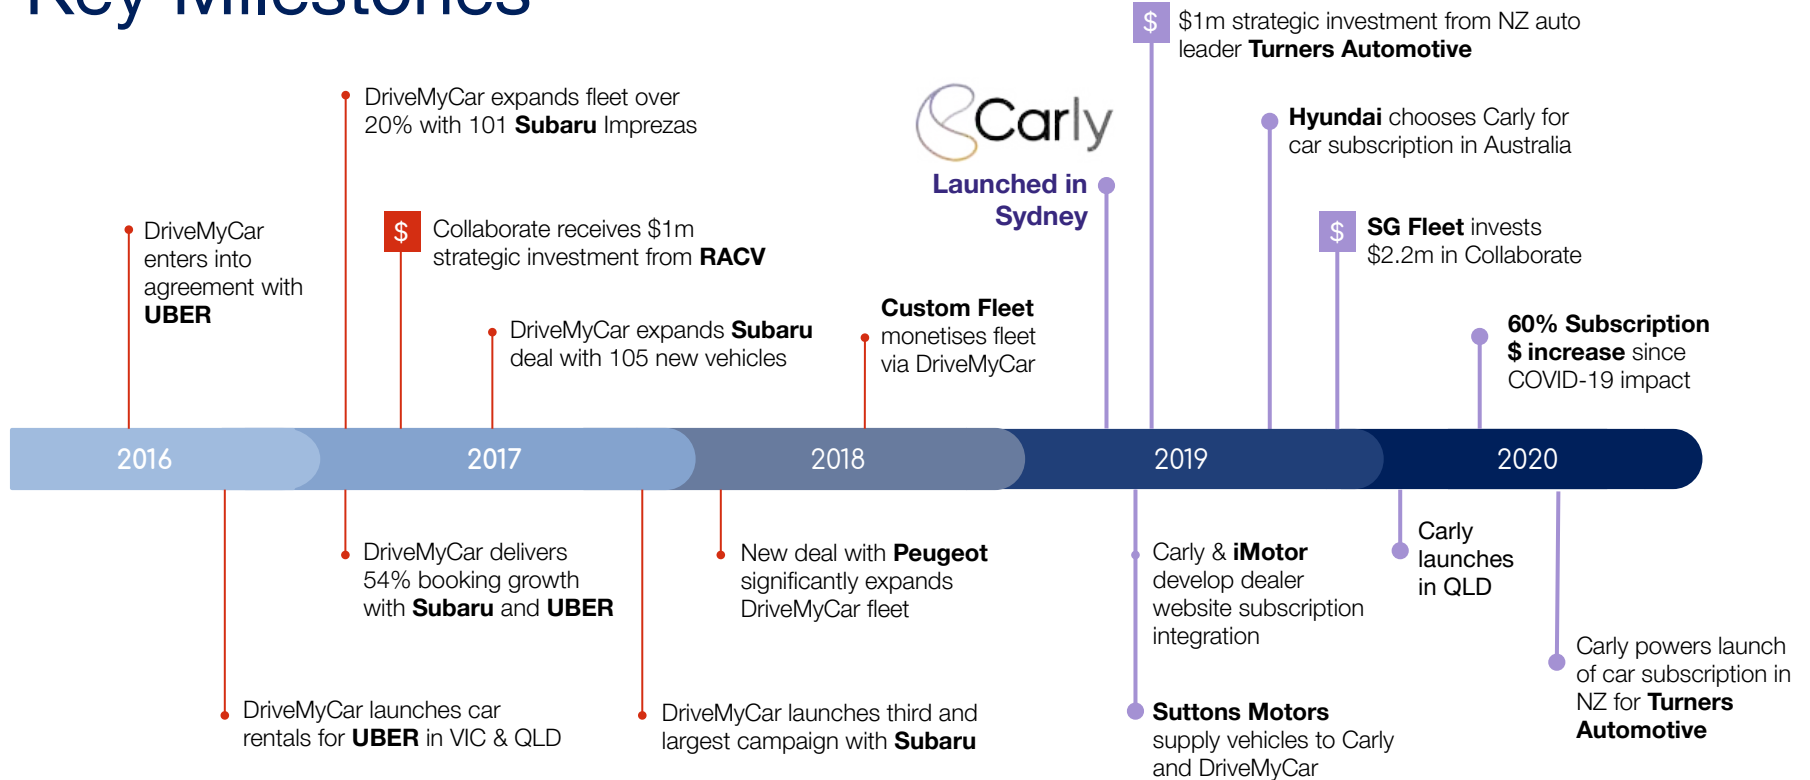 Key Milestones
$
$1m strategic investment from NZ auto
leader Turners Automotive
DriveMyCar expands fleet over
20% with 101 Subaru Imprezas
Carly
Launched in
Sydney
Hyundai chooses Carly for
car subscription in Australia
DriveMyCar
enters into
agreement with
UBER
$
Collaborate receives $1m
strategic investment from RACV
$
SG Fleet invests
$2.2m in Collaborate
DriveMyCar expands Subaru
deal with 105 new vehicles
Custom Fleet
monetises fleet
via DriveMyCar
60% Subscription
$ increase since
COVID-19 impact
2016
2017
2018
2019
2020
DriveMyCar delivers
54% booking growth
with Subaru and UBER
New deal with Peugeot
significantly expands
DriveMyCar fleet
Carly & iMotor
develop dealer
website subscription
integration
Carly
launches
in QLD
DriveMyCar launches car
rentals for UBER in VIC & QLD
DriveMyCar launches third and
largest campaign with Subaru
Suttons Motors
supply vehicles to Carly
and DriveMyCar
Carly powers launch
of car subscription in
NZ for Turners
Automotive